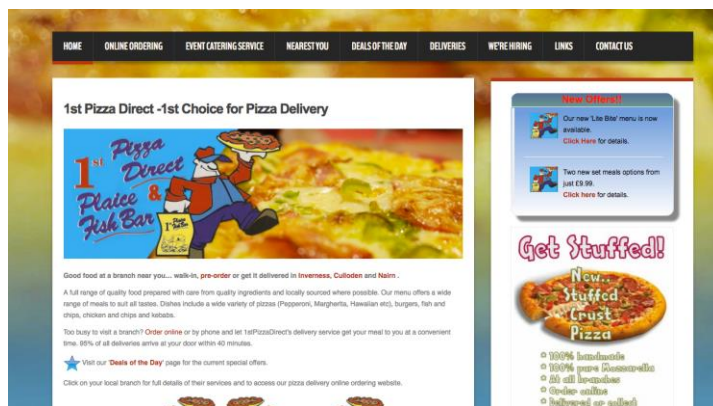 HOME ONLINE ORDERING EVENT CATERING SERVICE NEAREST YOU DEALS OF THE DAY DELIVERIES WE'RE HIRING LINKS CONTACT US
1st Pizza Direct -1st Choice for Pizza Delivery
1st Pizza
Direct
&
Plaice
Fish Bar
Good food at a branch near you... walk-in, pre-order or get it delivered in Inverness, Culloden and Nairn .
A full range of quality food prepared with care from quality ingredients and locally sourced where possible. Our menu offers a wide
range of meals to suit all tastes. Dishes include a wide variety of pizzas (Pepperoni, Margherita, Hawaiian etc), burgers, fish and
chips, chicken and chips and kebabs.
Too busy to visit a branch? Order online or by phone and let 1stPizzaDirect's delivery service get your meal to you at a convenient
time. 95% of all deliveries arrive at your door within 40 minutes.
Visit our 'Deals of the Day' page for the current special offers.
Click on your local branch for full details of their services and to access our pizza delivery online ordering website.
New Offers!!
Our new 'Lite Bite' menu is now
available.
Click Here for details.
Two new set meals options from
just £9.99.
Click here for details.
Get Stuffed!
New..
Stuffed
Crust
Pizza
* 100% handmade
* 100% pure Mozzarella
* At all branches
* Order online
* Delivered or collect